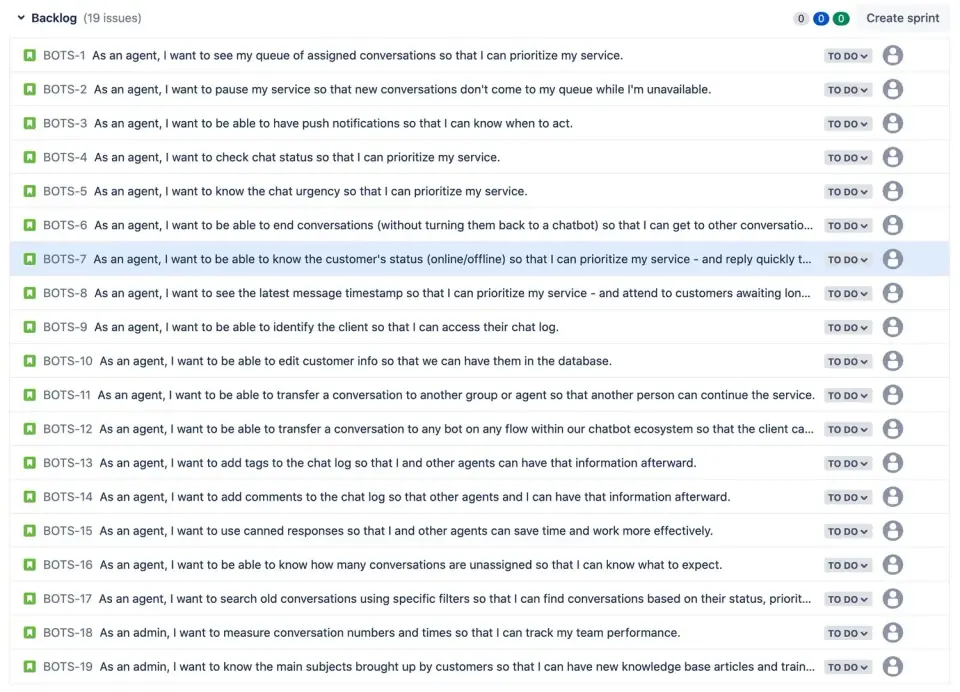 Backlog (19 issues) 0 0 0 Create sprint
BOTS-1 As an agent, I want to see my queue of assigned conversations so that I can prioritize my service. TO DO
BOTS-2 As an agent, I want to pause my service so that new conversations don't come to my queue while I'm unavailable. TO DO
BOTS-3 As an agent, I want to be able to have push notifications so that I can know when to act. TO DO
BOTS-4 As an agent, I want to check chat status so that I can prioritize my service. TO DO
BOTS-5 As an agent, I want to know the chat urgency so that I can prioritize my service. TO DO
BOTS-6 As an agent, I want to be able to end conversations (without turning them back to a chatbot) so that I can get to other conversatio... TO DO
BOTS-7 As an agent, I want to be able to know the customer's status (online/offline) so that I can prioritize my service - and reply quickly t... TO DO
BOTS-8 As an agent, I want to see the latest message timestamp so that I can prioritize my service - and attend to customers awaiting lon... TO DO
BOTS-9 As an agent, I want to be able to identify the client so that I can access their chat log. TO DO
BOTS-10 As an agent, I want to be able to edit customer info so that we can have them in the database. TO DO
BOTS-11 As an agent, I want to be able to transfer a conversation to another group or agent so that another person can continue the service. TO DO
BOTS-12 As an agent, I want to be able to transfer a conversation to any bot on any flow within our chatbot ecosystem so that the client ca... TO DO
BOTS-13 As an agent, I want to add tags to the chat log so that I and other agents can have that information afterward. TO DO
BOTS-14 As an agent, I want to add comments to the chat log so that other agents and I can have that information afterward. TO DO
BOTS-15 As an agent, I want to use canned responses so that I and other agents can save time and work more effectively. TO DO
BOTS-16 As an agent, I want to be able to know how many conversations are unassigned so that I can know what to expect. TO DO
BOTS-17 As an agent, I want to search old conversations using specific filters so that I can find conversations based on their status, priorit... TO DO
BOTS-18 As an admin, I want to measure conversation numbers and times so that I can track my team performance. TO DO
BOTS-19 As an admin, I want to know the main subjects brought up by customers so that I can have new knowledge base articles and train... TO DO